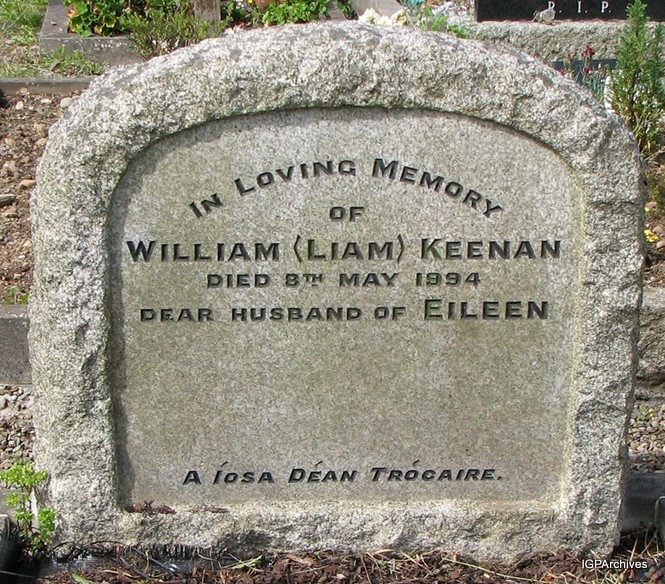 R.I.P.
In Loving Memory
of
William (Liam) Keenan
died 8th May 1994
dear husband of Eileen
A Íosa Déan Trócaire.
IGPArchives